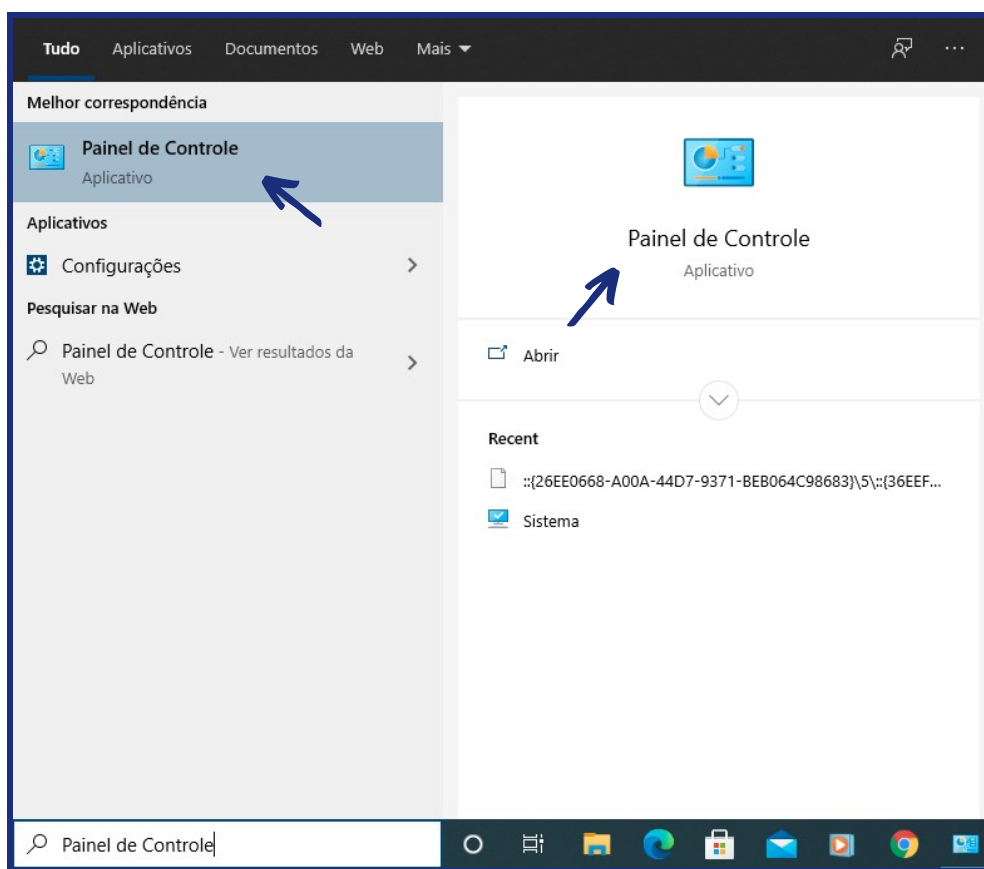 Tudo Aplicativos Documentos Web Mais
Melhor correspondência
Painel de Controle
Aplicativo
Aplicativos
Configurações
Pesquisar na Web
Painel de Controle - Ver resultados da
Web
Painel de Controle
Aplicativo
Abrir
Recent
::{26EE0668-A00A-44D7-9371-BEB064C98683}\5\::{36EEF...
Sistema
Painel de Controle